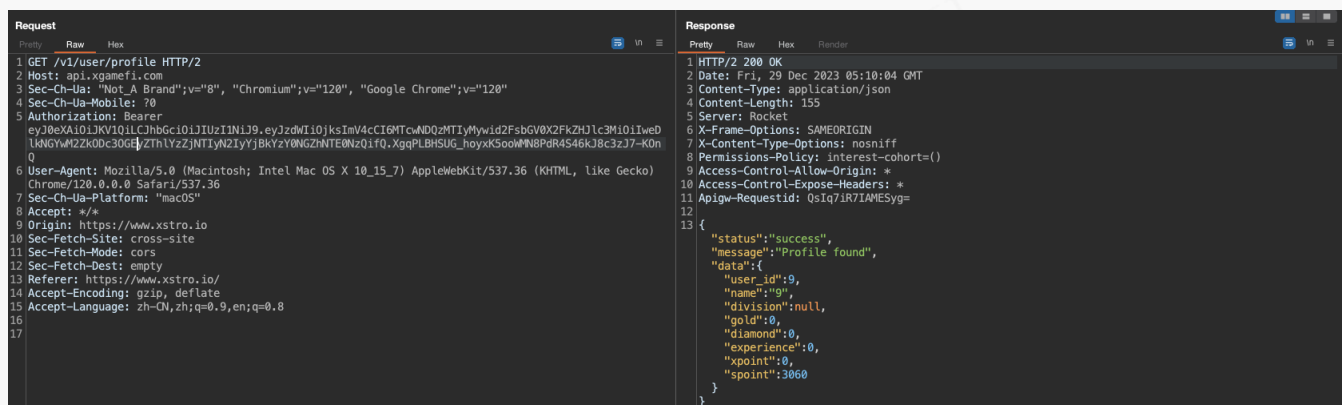 Request
Pretty Raw Hex
\n
1 GET /v1/user/profile HTTP/2
2 Host: api.xgamefi.com
3 Sec-Ch-Ua: "Not_A Brand";v="8", "Chromium";v="120", "Google Chrome";v="120"
4 Sec-Ch-Ua-Mobile: ?0
5 Authorization: Bearer
eyJ0eXAiOiJKV1QiLCJhbGciOiJIUzI1NiJ9.eyJzdWIiOjksImV4cCI6MTcwNDQzMTIyMywid2FsbGV0X2FkZHJlc3MiOiIweD
lkNGYwM2ZkODc3OGEyZThlYzZjNTIyN2IyYjBkYzY0NGZhNTE0NzQifQ.XgqPLBHSUG_hoyxK5ooWMN8PdR4S46kJ8c3zJ7-KOn
Q
6 User-Agent: Mozilla/5.0 (Macintosh; Intel Mac OS X 10_15_7) AppleWebKit/537.36 (KHTML, like Gecko)
Chrome/120.0.0.0 Safari/537.36
7 Sec-Ch-Ua-Platform: "macOS"
8 Accept: */*
9 Origin: https://www.xstro.io
10 Sec-Fetch-Site: cross-site
11 Sec-Fetch-Mode: cors
12 Sec-Fetch-Dest: empty
13 Referer: https://www.xstro.io/
14 Accept-Encoding: gzip, deflate
15 Accept-Language: zh-CN,zh;q=0.9,en;q=0.8
16
17
Response
Pretty Raw Hex Render
\n
1 HTTP/2 200 OK
2 Date: Fri, 29 Dec 2023 05:10:04 GMT
3 Content-Type: application/json
4 Content-Length: 155
5 Server: Rocket
6 X-Frame-Options: SAMEORIGIN
7 X-Content-Type-Options: nosniff
8 Permissions-Policy: interest-cohort=()
9 Access-Control-Allow-Origin: *
10 Access-Control-Expose-Headers: *
11 Apigw-Requestid: QsIq7iR7IAMESyg=
12
13 {
"status":"success",
"message":"Profile found",
"data":{
"user_id":9,
"name":"9",
"division":null,
"gold":0,
"diamond":0,
"experience":0,
"xpoint":0,
"spoint":3060
}
}